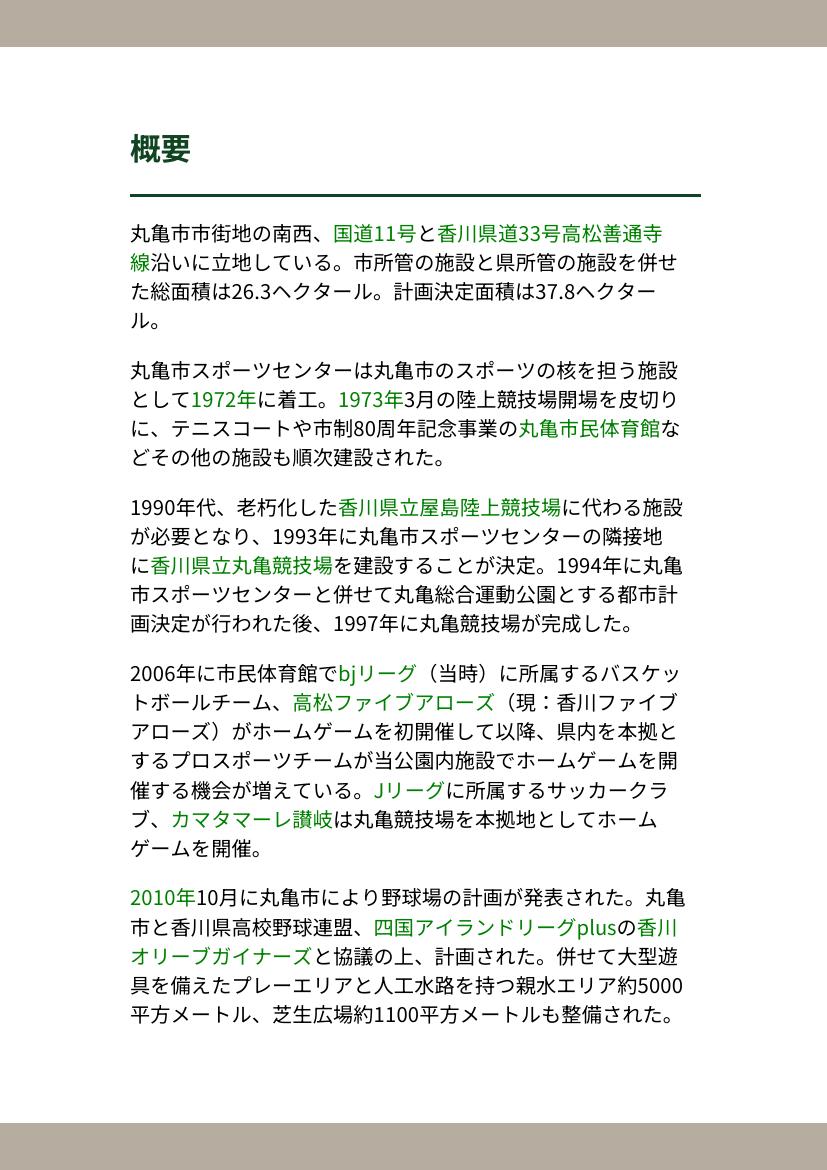 概要
丸亀市市街地の南西、国道11号と香川県道33号高松善通寺
線沿いに立地している。市所管の施設と県所管の施設を併せ
た総面積は26.3ヘクタール。計画決定面積は37.8ヘクター
ル。
丸亀市スポーツセンターは丸亀市のスポーツの核を担う施設
として1972年に着工。1973年3月の陸上競技場開場を皮切り
に、テニスコートや市制80周年記念事業の丸亀市民体育館な
どその他の施設も順次建設された。
1990年代、老朽化した香川県立屋島陸上競技場に代わる施設
が必要となり、1993年に丸亀市スポーツセンターの隣接地
に香川県立丸亀競技場を建設することが決定。1994年に丸亀
市スポーツセンターと併せて丸亀総合運動公園とする都市計
画決定が行われた後、1997年に丸亀競技場が完成した。
2006年に市民体育館でbjリーグ（当時）に所属するバスケッ
トボールチーム、高松ファイブアローズ（現：香川ファイブ
アローズ）がホームゲームを初開催して以降、県内を本拠と
するプロスポーツチームが当公園内施設でホームゲームを開
催する機会が増えている。Jリーグに所属するサッカークラ
ブ、カマタマーレ讃岐は丸亀競技場を本拠地としてホーム
ゲームを開催。
2010年10月に丸亀市により野球場の計画が発表された。丸亀
市と香川県高校野球連盟、四国アイランドリーグplusの香川
オリーブガイナーズと協議の上、計画された。併せて大型遊
具を備えたプレーエリアと人工水路を持つ親水エリア約5000
平方メートル、芝生広場約1100平方メートルも整備された。